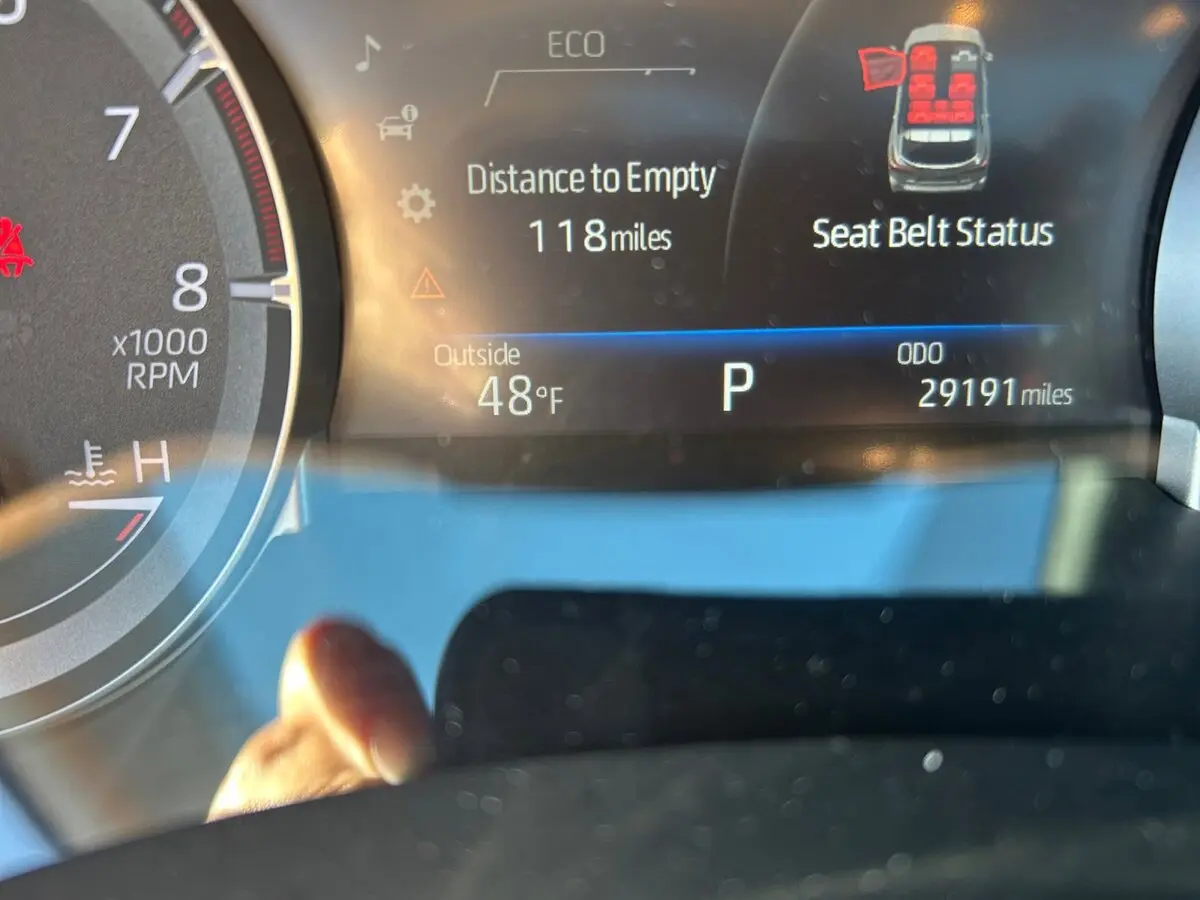 7
8
x1000
RPM
H
ECO
Distance to Empty
118 miles
Seat Belt Status
Outside
48°F
P
ODO
29191 miles